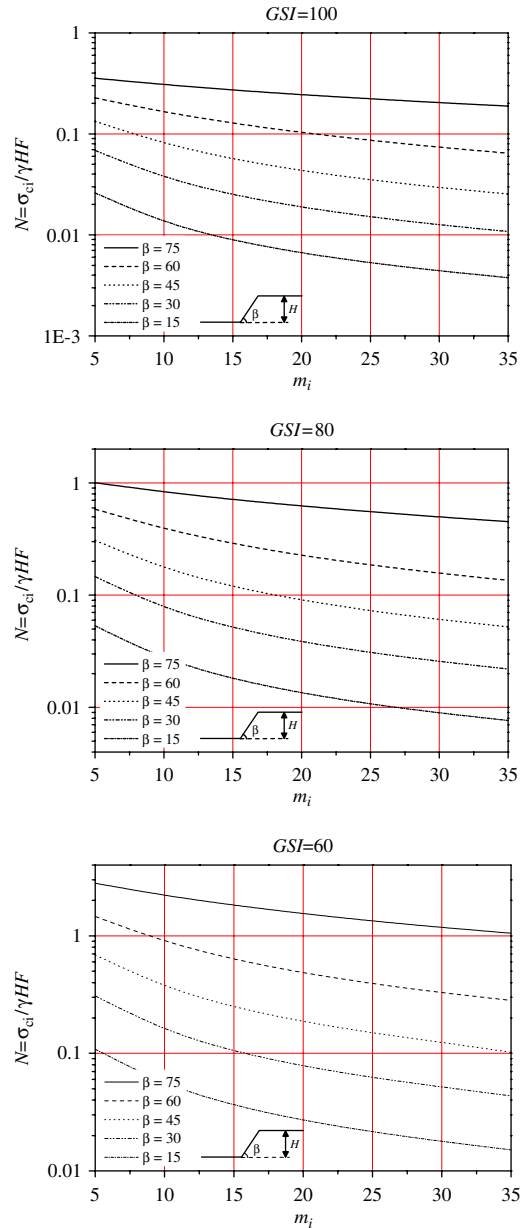 GSI=100
N=σci/γHF
1
0.1
0.01
1E-3
β = 75
β = 60
β = 45
β = 30
β = 15
β
H
5 10 15 20 25 30 35
mi
GSI=80
N=σci/γHF
1
0.1
0.01
β = 75
β = 60
β = 45
β = 30
β = 15
β
H
5 10 15 20 25 30 35
mi
GSI=60
N=σci/γHF
1
0.1
0.01
β = 75
β = 60
β = 45
β = 30
β = 15
β
H
5 10 15 20 25 30 35
mi